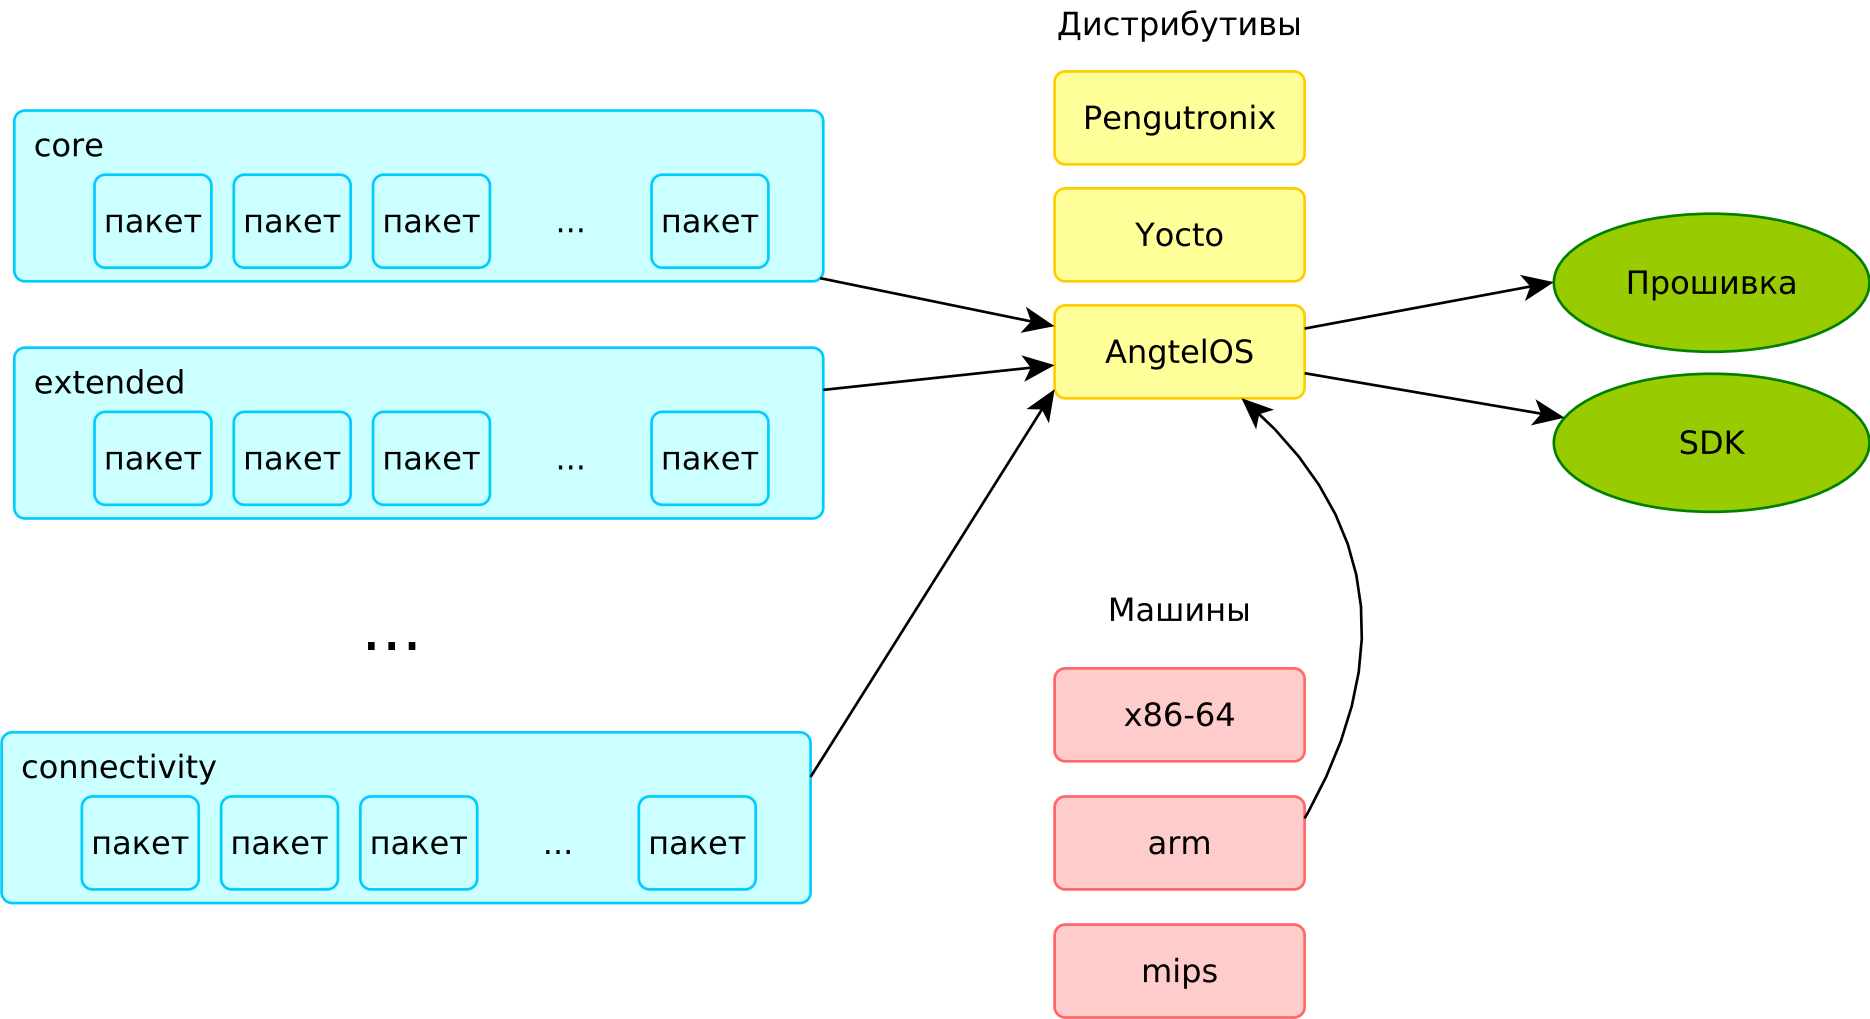 Дистрибутивы
Pengutronix
Yocto
AngtelOS
core
пакет пакет пакет ... пакет
extended
пакет пакет пакет ... пакет
...
connectivity
пакет пакет пакет ... пакет
Машины
x86-64
arm
mips
Прошивка
SDK